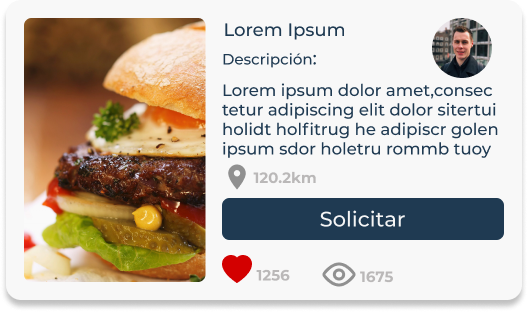 Lorem Ipsum
Descripción:
Lorem ipsum dolor amet,consec
tetur adipiscing elit dolor sitertui
holidt holfitrug he adipiscr golen
ipsum sdor holetru rommb tuoy
120.2km
Solicitar
1256
1675